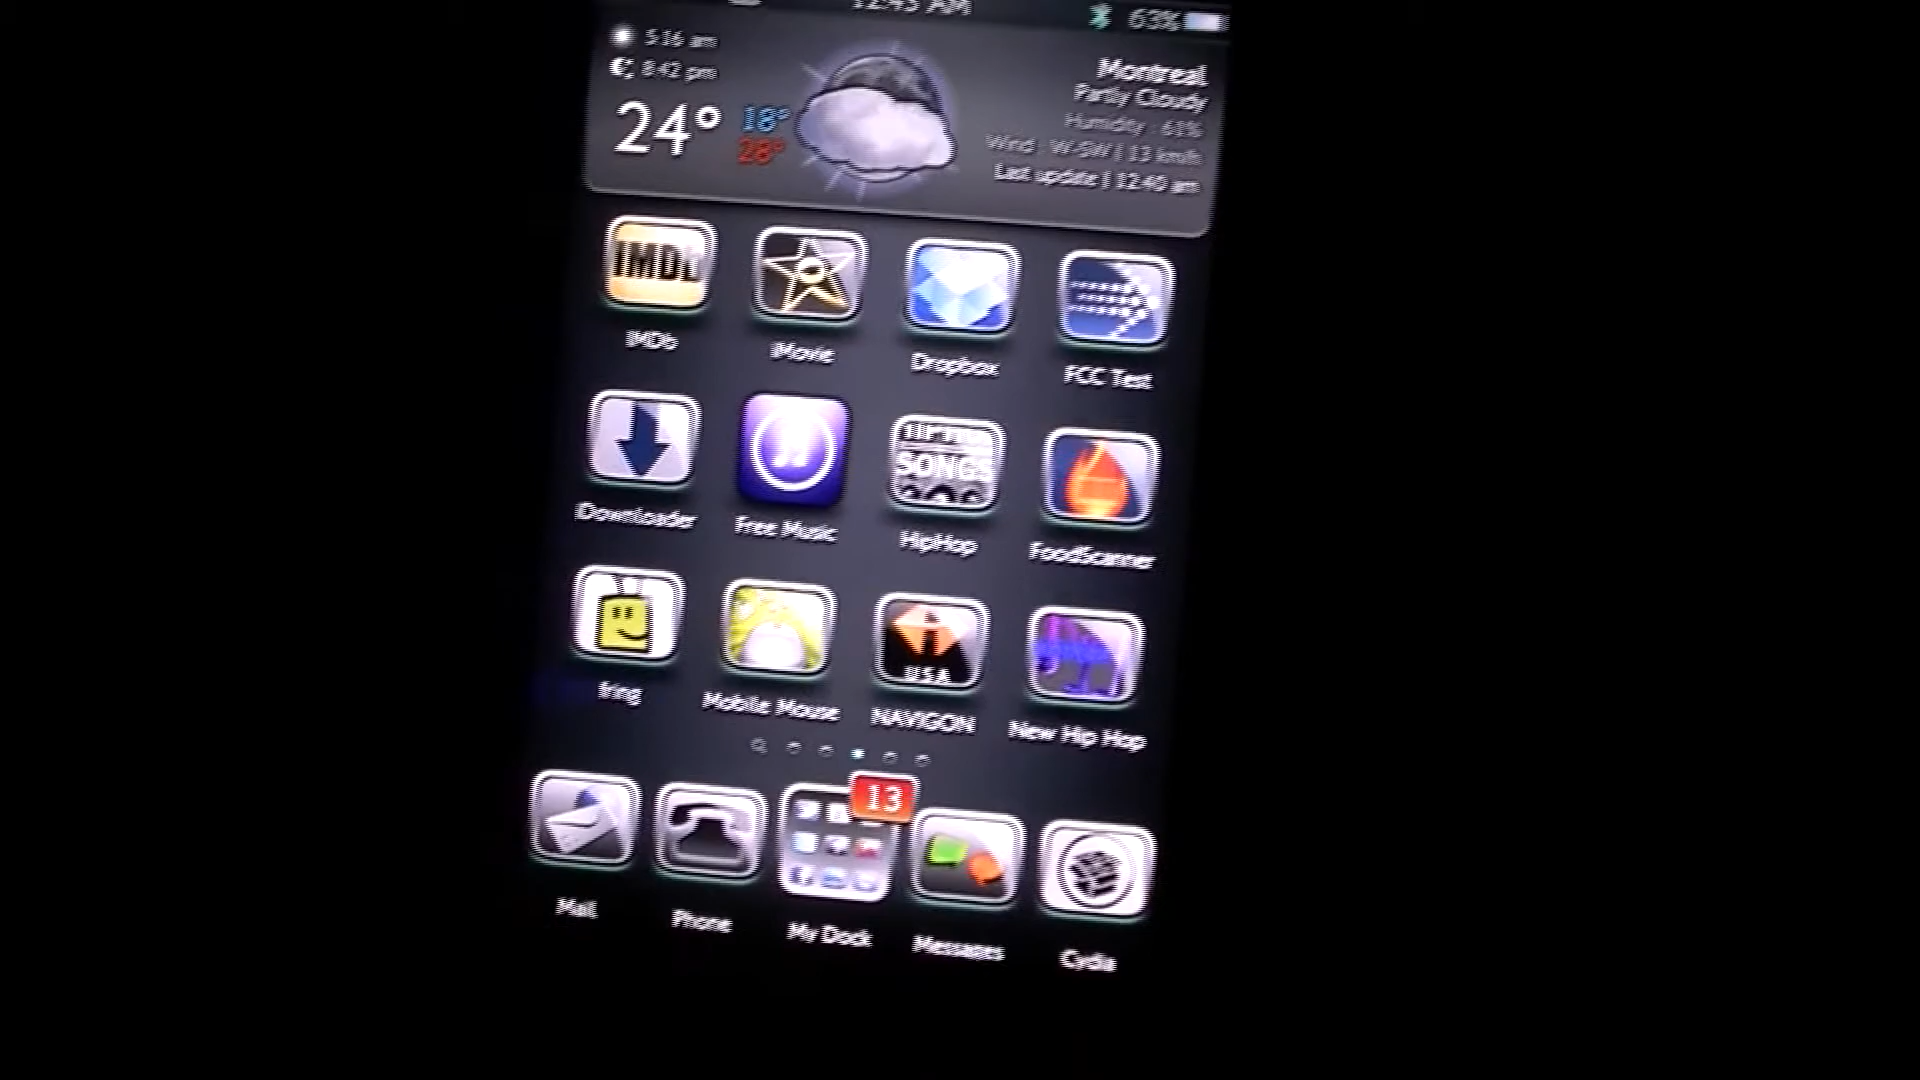 12:45 AM 63%
5:16 am
8:42 pm
24° 18°
28°
Montreal
Partly Cloudy
Humidity : 61%
Wind : W-SW | 13 km/h
Last update | 12:40 am
IMDb
IMDb iMovie Dropbox FCC Test
HIPHOP
SONGS
Downloader Free Music HipHop FoodScanner
USA
fring Mobile Mouse NAVIGON New Hip Hop
13
Mail Phone My Dock Messages Cydia